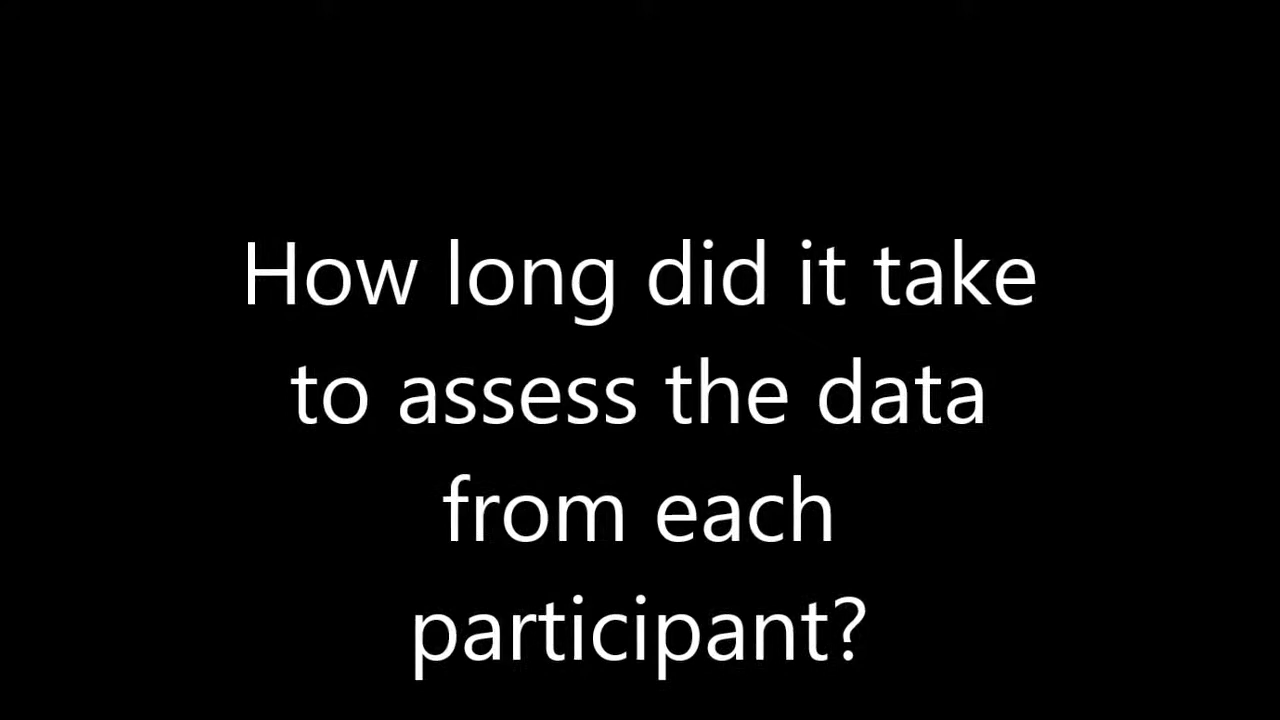 How long did it take
to assess the data
from each
participant?